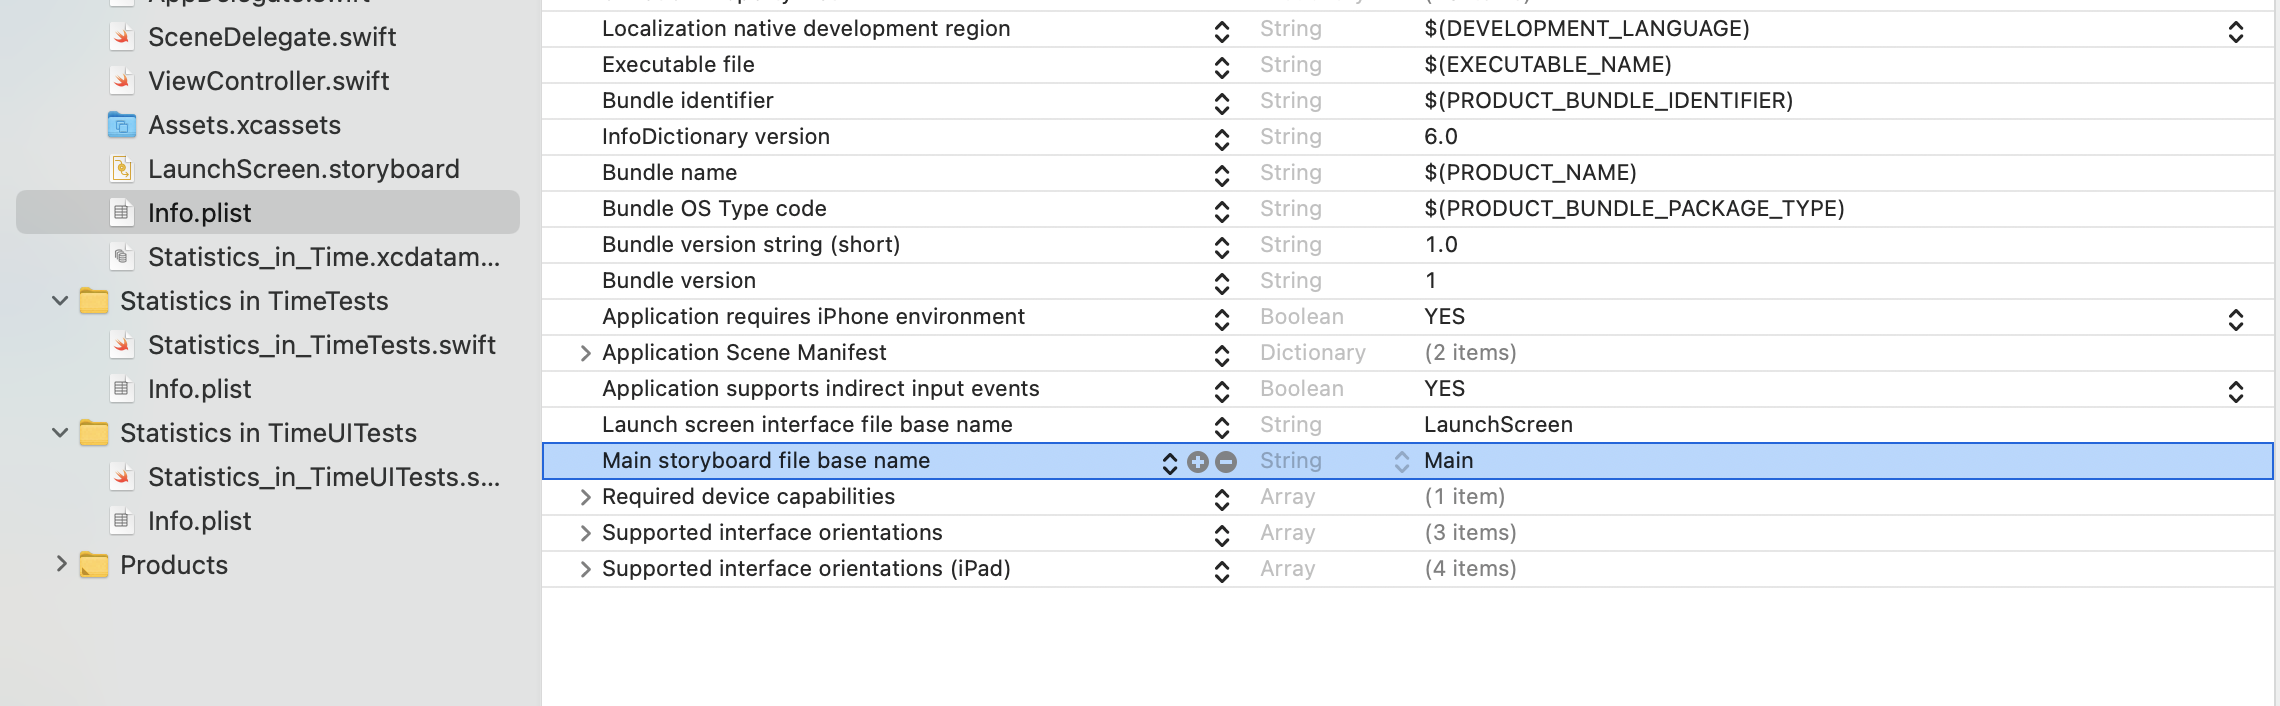 SceneDelegate.swift
ViewController.swift
Assets.xcassets
LaunchScreen.storyboard
Info.plist
Statistics_in_Time.xcdatam...
Statistics in TimeTests
Statistics_in_TimeTests.swift
Info.plist
Statistics in TimeUITests
Statistics_in_TimeUITests.s...
Info.plist
Products
Localization native development region String $(DEVELOPMENT_LANGUAGE)
Executable file String $(EXECUTABLE_NAME)
Bundle identifier String $(PRODUCT_BUNDLE_IDENTIFIER)
InfoDictionary version String 6.0
Bundle name String $(PRODUCT_NAME)
Bundle OS Type code String $(PRODUCT_BUNDLE_PACKAGE_TYPE)
Bundle version string (short) String 1.0
Bundle version String 1
Application requires iPhone environment Boolean YES
Application Scene Manifest Dictionary (2 items)
Application supports indirect input events Boolean YES
Launch screen interface file base name String LaunchScreen
Main storyboard file base name String Main
Required device capabilities Array (1 item)
Supported interface orientations Array (3 items)
Supported interface orientations (iPad) Array (4 items)